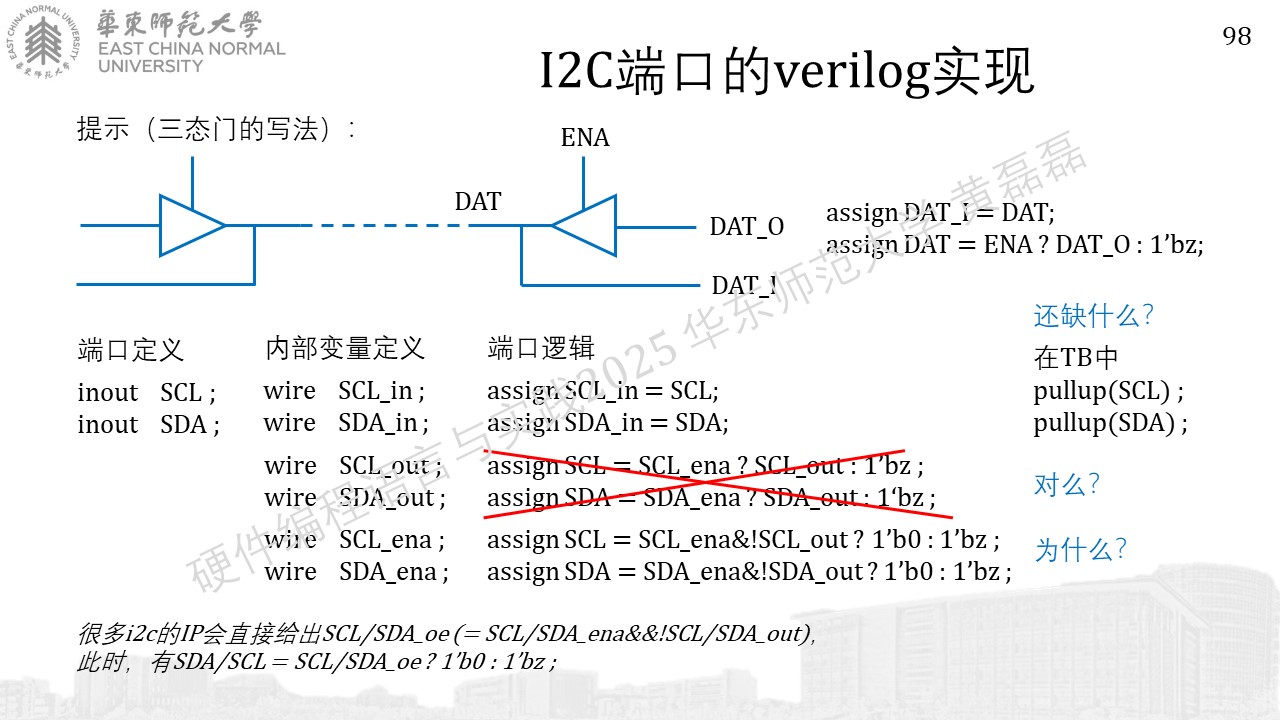 華東師範大學
EAST CHINA NORMAL
UNIVERSITY
98
I2C端口的verilog实现
提示（三态门的写法）:
ENA
DAT
DAT_O
DAT_I
assign DAT_I = DAT;
assign DAT = ENA ? DAT_O : 1’bz;
还缺什么?
在TB中
pullup(SCL) ;
pullup(SDA) ;
端口定义
inout SCL ;
inout SDA ;
内部变量定义
wire SCL_in ;
wire SDA_in ;
wire SCL_out ;
wire SDA_out ;
wire SCL_ena ;
wire SDA_ena ;
端口逻辑
assign SCL_in = SCL;
assign SDA_in = SDA;
assign SCL = SCL_ena ? SCL_out : 1’bz ;
assign SDA = SDA_ena ? SDA_out : 1‘bz ;
assign SCL = SCL_ena&!SCL_out ? 1’b0 : 1’bz ;
assign SDA = SDA_ena&!SDA_out ? 1’b0 : 1’bz ;
对么?
为什么?
很多i2c的IP会直接给出SCL/SDA_oe (= SCL/SDA_ena&&!SCL/SDA_out),
此时，有SDA/SCL = SCL/SDA_oe ? 1’b0 : 1’bz ;
硬件编程语言与实践2025 华东师范大学 黄磊磊
EAST CHINA NORMAL UNIVERSITY
華東師範大學